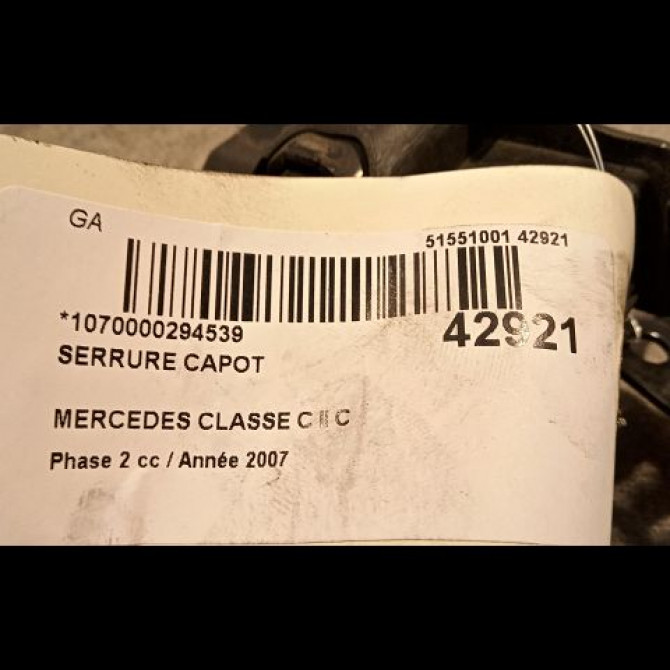 GA
51551001 42921
*1070000294539
42921
SERRURE CAPOT
MERCEDES CLASSE C II C
Phase 2 cc / Année 2007